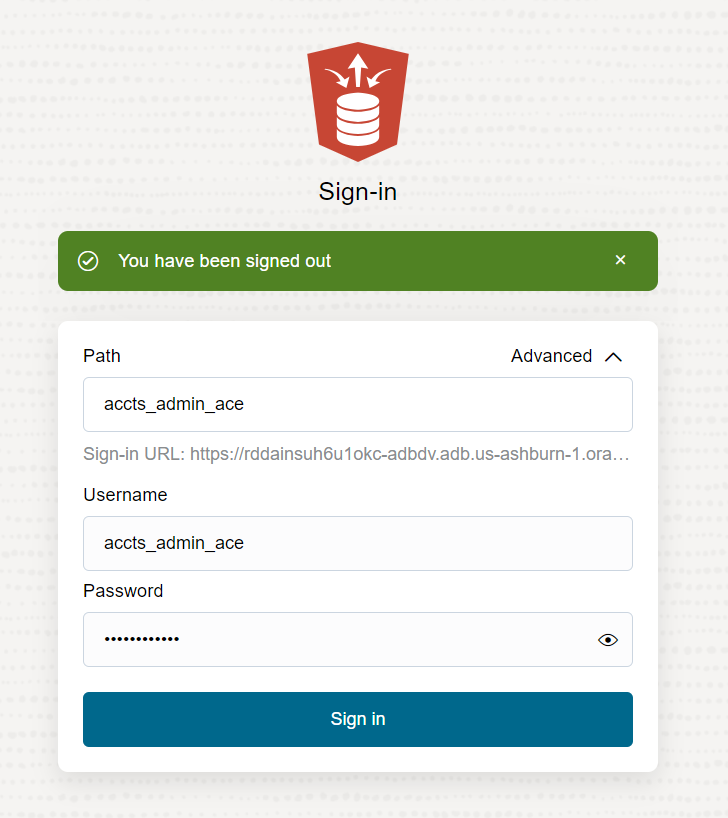 Sign-in
You have been signed out
Path
Advanced
accts_admin_ace
Sign-in URL: https://rddainsuh6u1okc-adbdv.adb.us-ashburn-1.ora…
Username
accts_admin_ace
Password
••••••••••••
Sign in